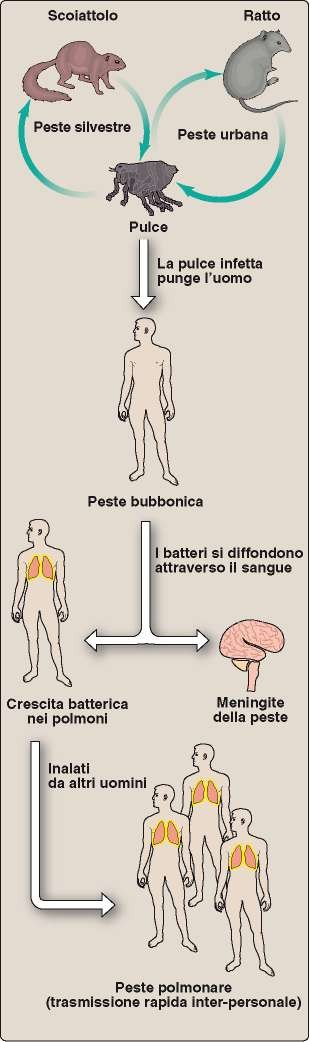 Scoiattolo
Ratto
Peste silvestre
Peste urbana
Pulce
La pulce infetta
punge l'uomo
Peste bubbonica
I batteri si diffondono
attraverso il sangue
Crescita batterica
nei polmoni
Meningite
della peste
Inalati
da altri uomini
Peste polmonare
(trasmissione rapida inter-personale)